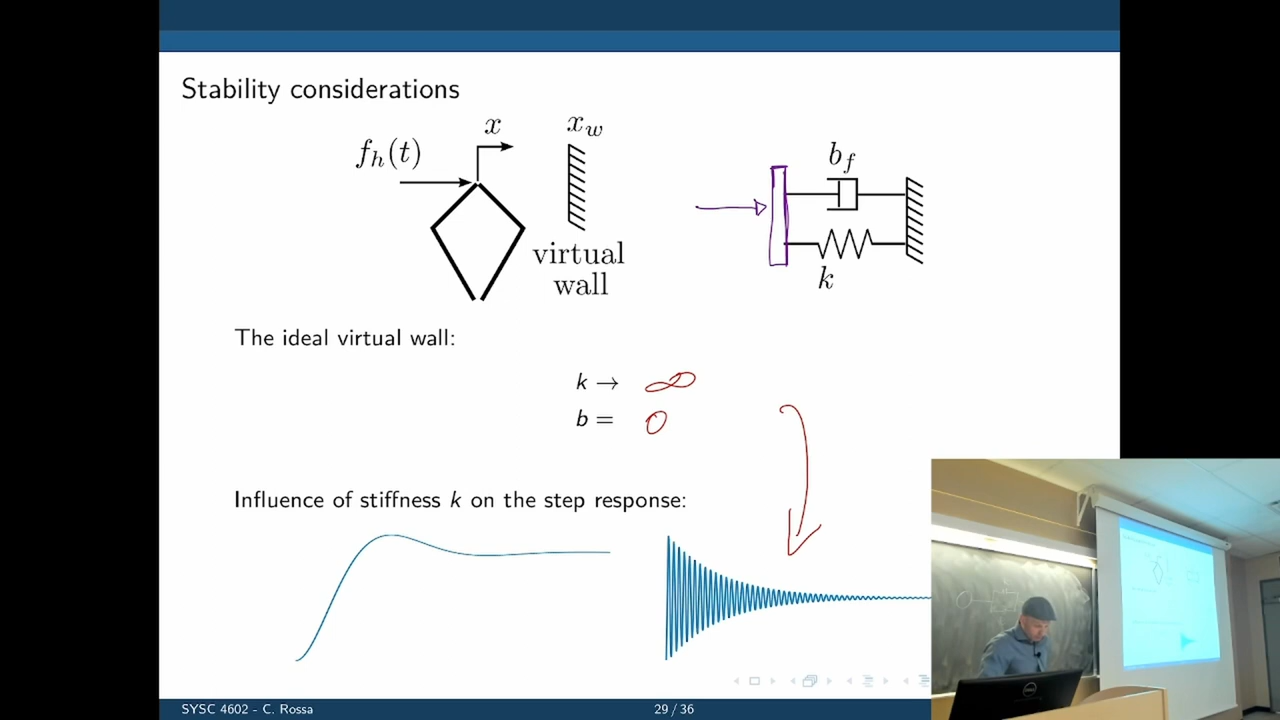 Stability considerations
f_h(t)
x
x_w
virtual
wall
b_f
k
The ideal virtual wall:
k → ∞
b = 0
Influence of stiffness k on the step response:
SYSC 4602 - C. Rossa
29 / 36